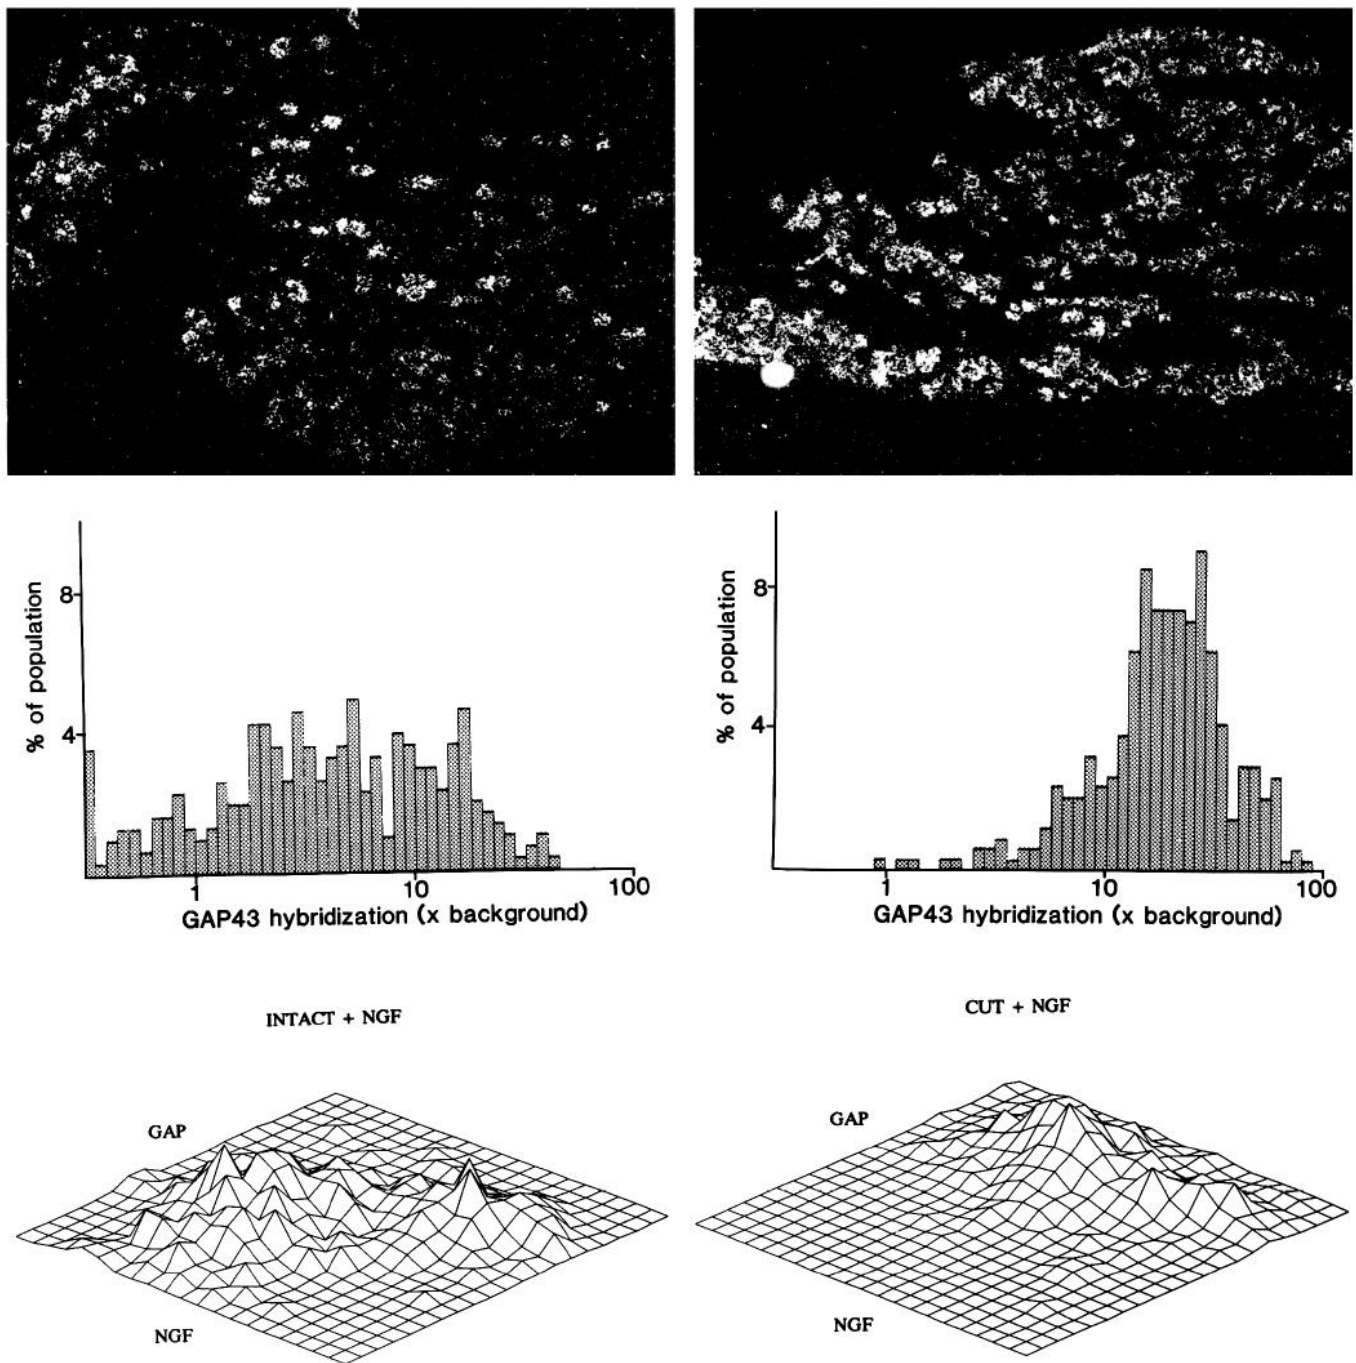 % of population
8
4
1
10
100
GAP43 hybridization (x background)
% of population
8
4
1
10
100
GAP43 hybridization (x background)
INTACT + NGF
CUT + NGF
GAP
NGF
GAP
NGF